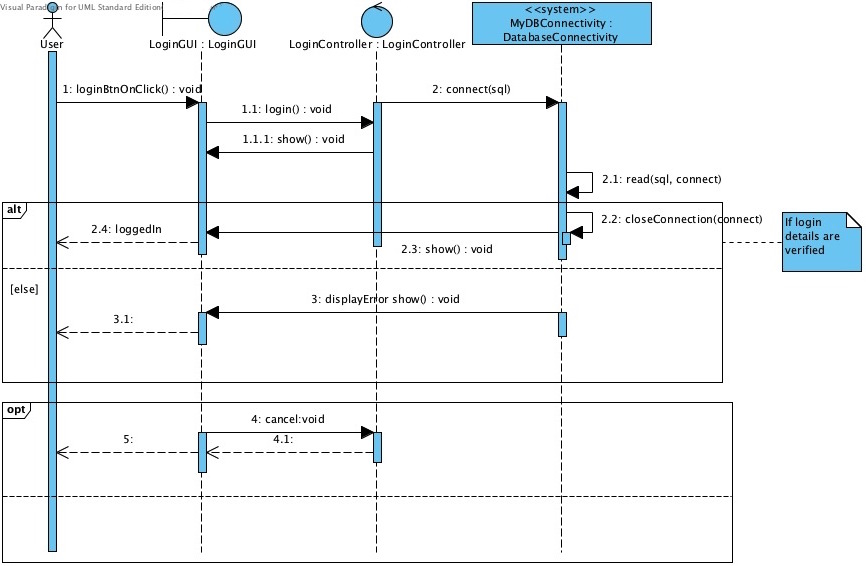 Visual Paradigm for UML Standard Edition
<<system>>
MyDBConnectivity :
DatabaseConnectivity
User
LoginGUI : LoginGUI
LoginController : LoginController
1: loginBtnOnClick() : void
2: connect(sql)
1.1: login() : void
1.1.1: show() : void
2.1: read(sql, connect)
alt
2.2: closeConnection(connect)
2.4: loggedIn
2.3: show() : void
If login
details are
verified
[else]
3: displayError show() : void
3.1:
opt
4: cancel:void
5:
4.1: